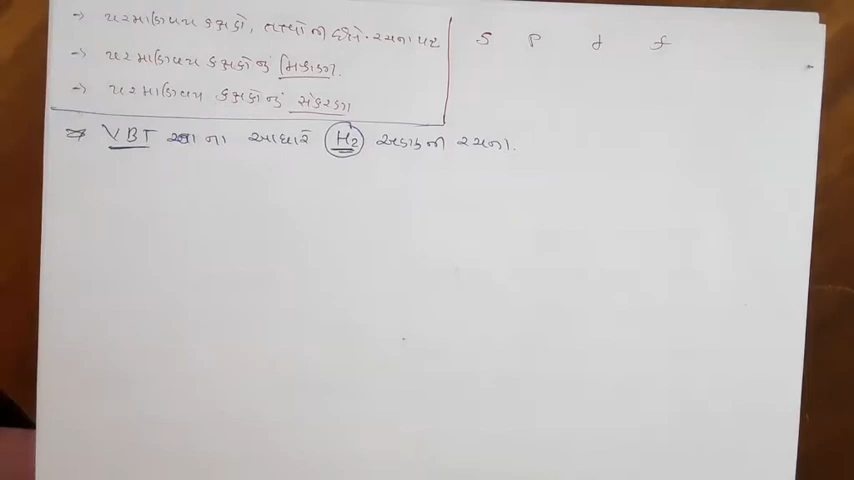 → પરમાણ્વિય કક્ષકો, તત્વોની ઈલે. રચના પર
→ પરમાણ્વિય કક્ષકોનું મિશ્રણ.
→ પરમાણ્વિય કક્ષકોનું સંકરણ
s p d f
⇒ VBT ના આધારે H₂ અણુની રચના.